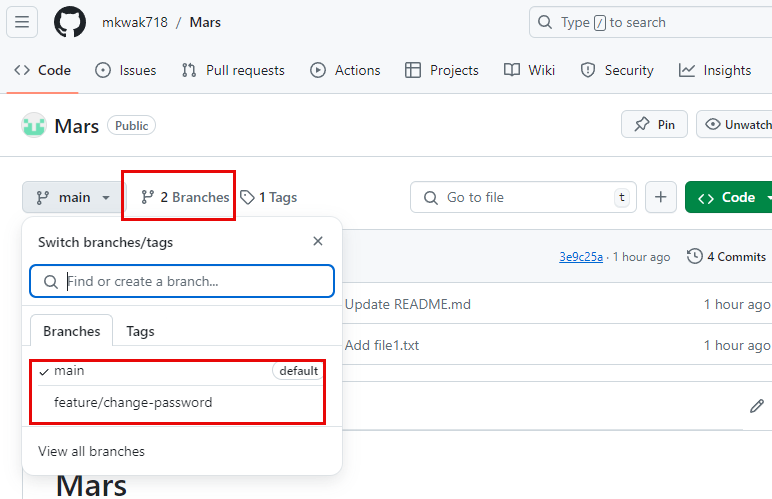 mkwak718 / Mars
Type / to search
Code Issues Pull requests Actions Projects Wiki Security Insights
Mars Public Pin Unwatch
main 2 Branches 1 Tags Go to file t + Code
Switch branches/tags
3e9c25a · 1 hour ago 4 Commits
Find or create a branch...
Update README.md 1 hour ago
Branches Tags
Add file1.txt 1 hour ago
main default
feature/change-password
View all branches
Mars